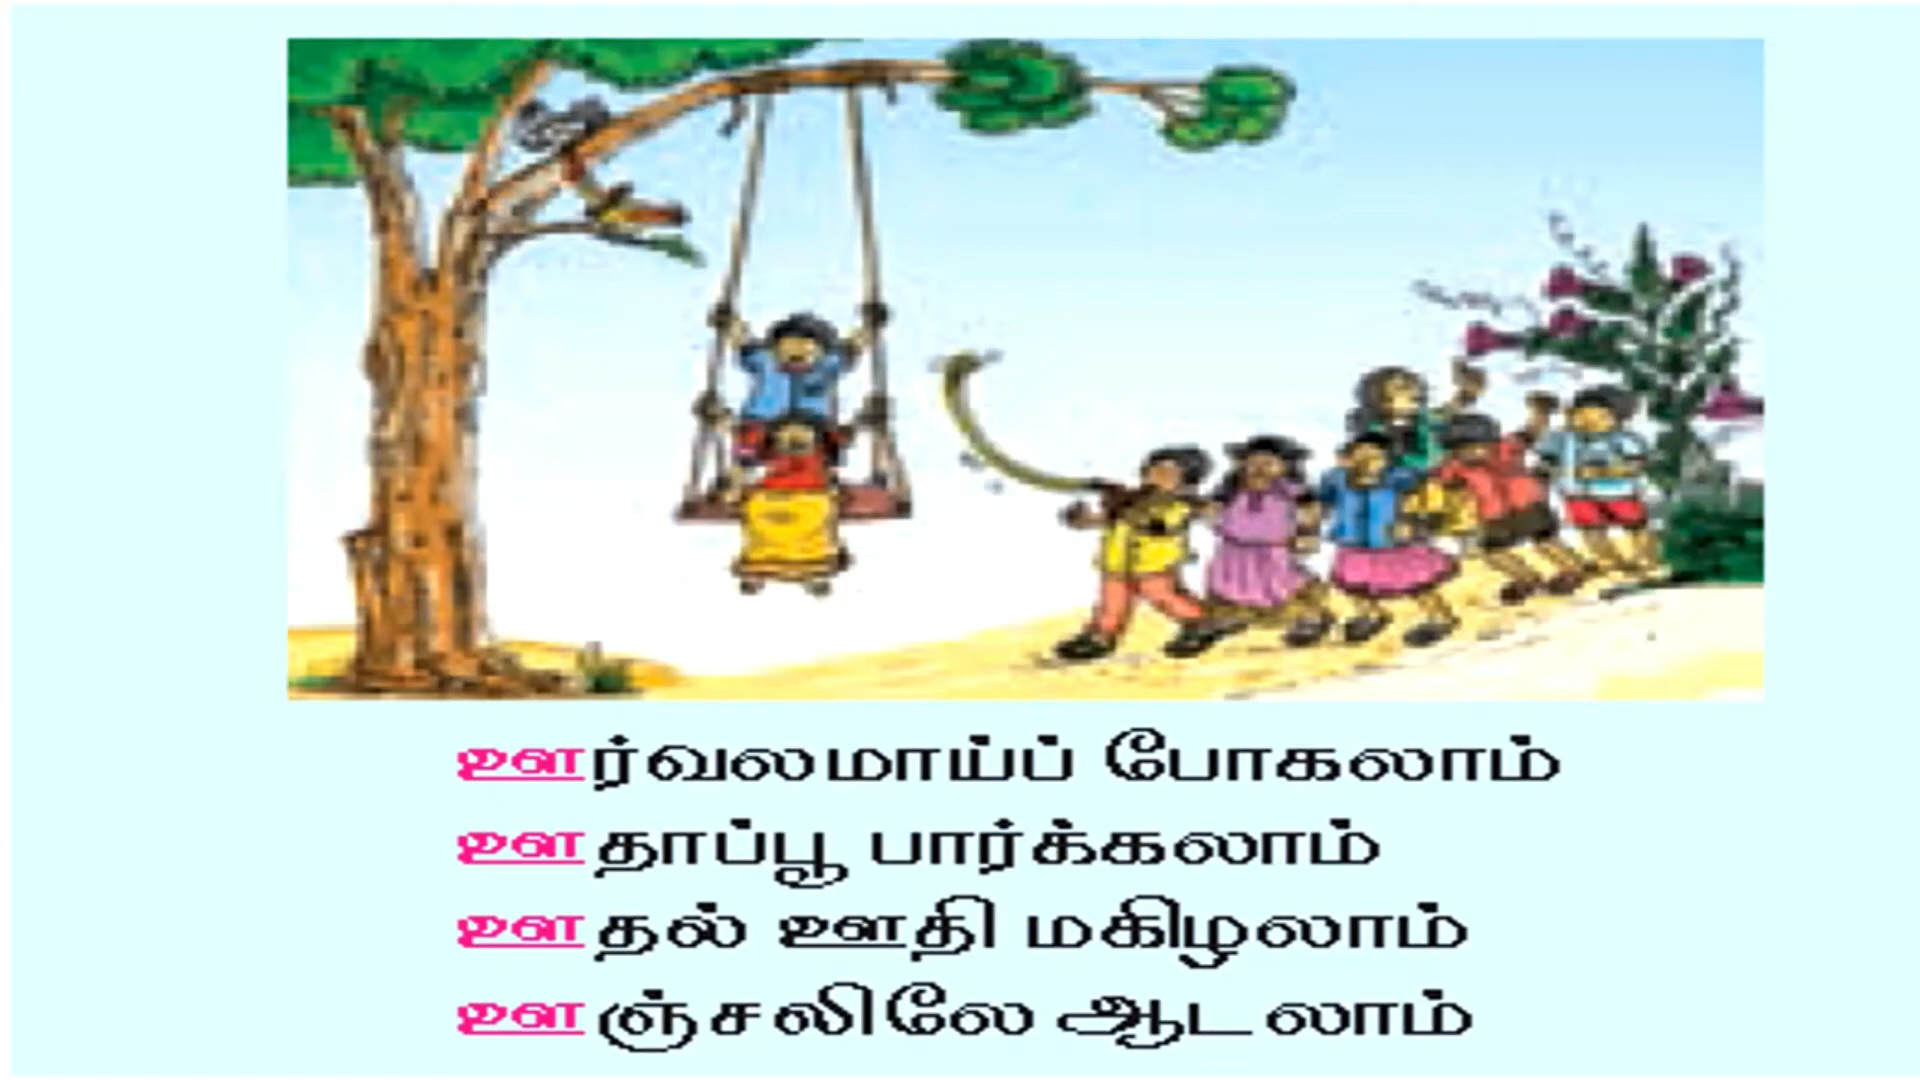 ஊர்வலமாய்ப் போகலாம்
ஊதாப்பூ பார்க்கலாம்
ஊதல் ஊதி மகிழலாம்
ஊஞ்சலிலே ஆடலாம்